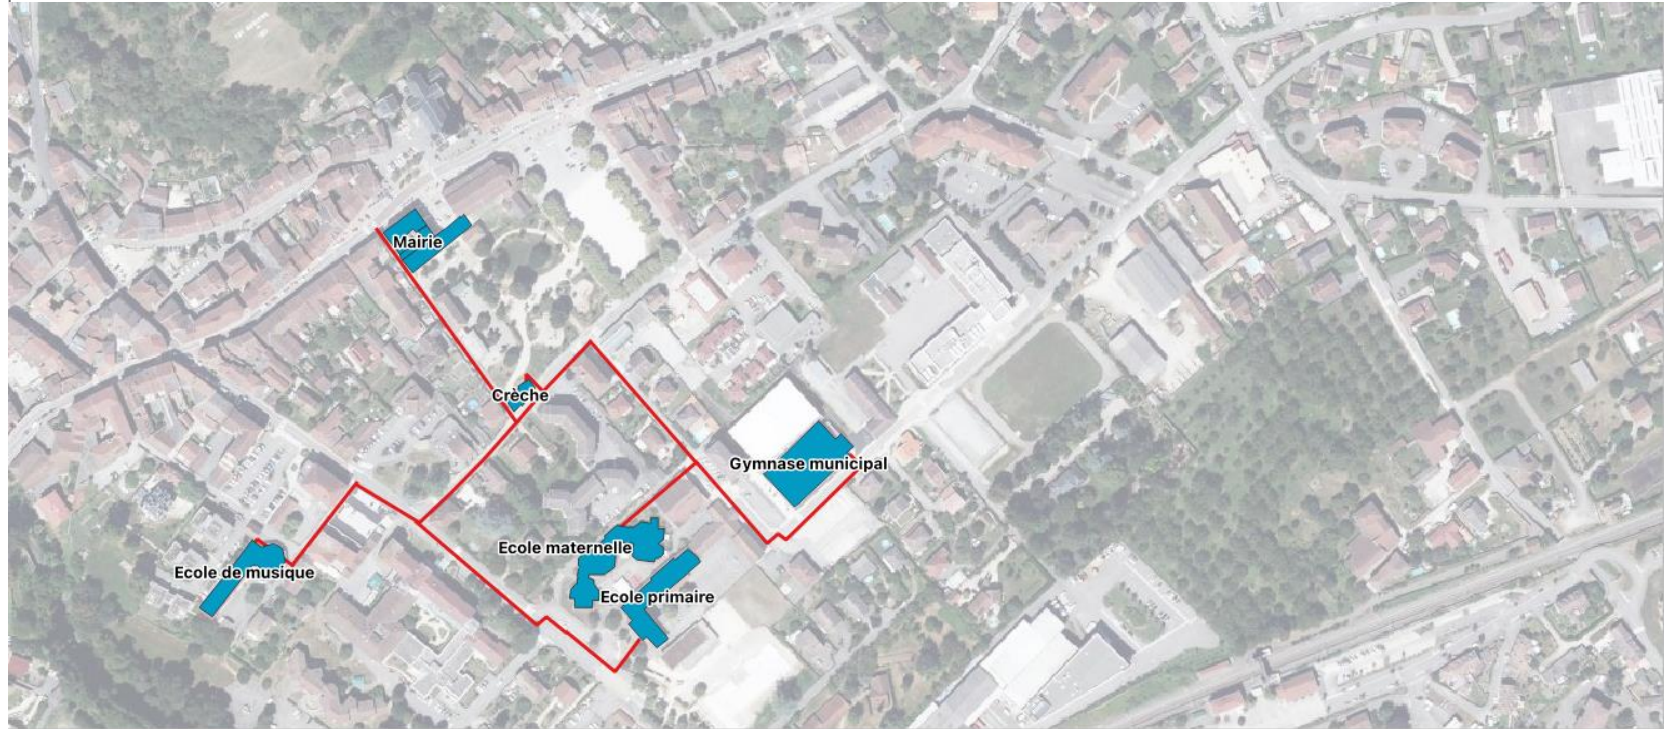 Mairie
Crèche
Gymnase municipal
Ecole maternelle
Ecole de musique
Ecole primaire